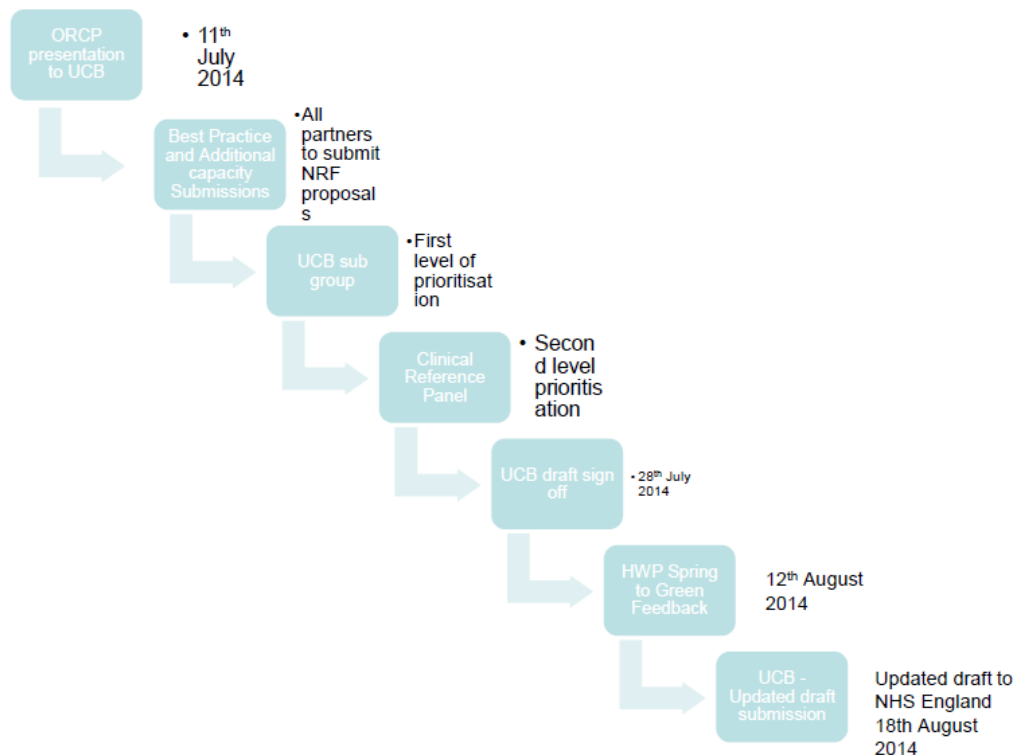 ORCP
presentation
to UCB
• 11th
July
2014
Best Practice
and Additional
capacity
Submissions
•All
partners
to submit
NRF
proposal
s
UCB sub
group
•First
level of
prioritisat
ion
Clinical
Reference
Panel
• Secon
d level
prioritis
ation
UCB draft sign
off
• 28th July
2014
HWP Spring
to Green
Feedback
12th August
2014
UCB -
Updated draft
submission
Updated draft to
NHS England
18th August
2014